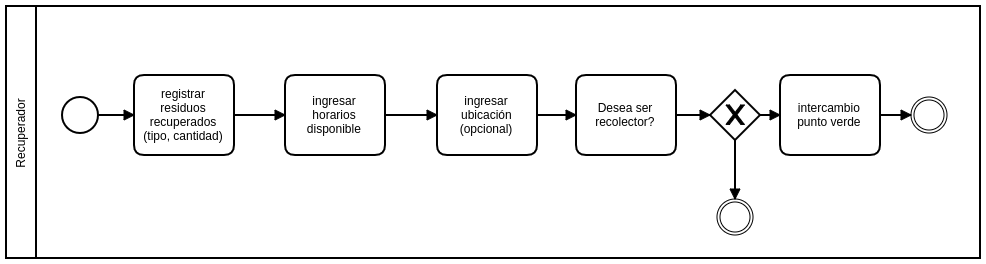 Recuperador
registrar
residuos
recuperados
(tipo, cantidad)
ingresar
horarios
disponible
ingresar
ubicación
(opcional)
Desea ser
recolector?
intercambio
punto verde